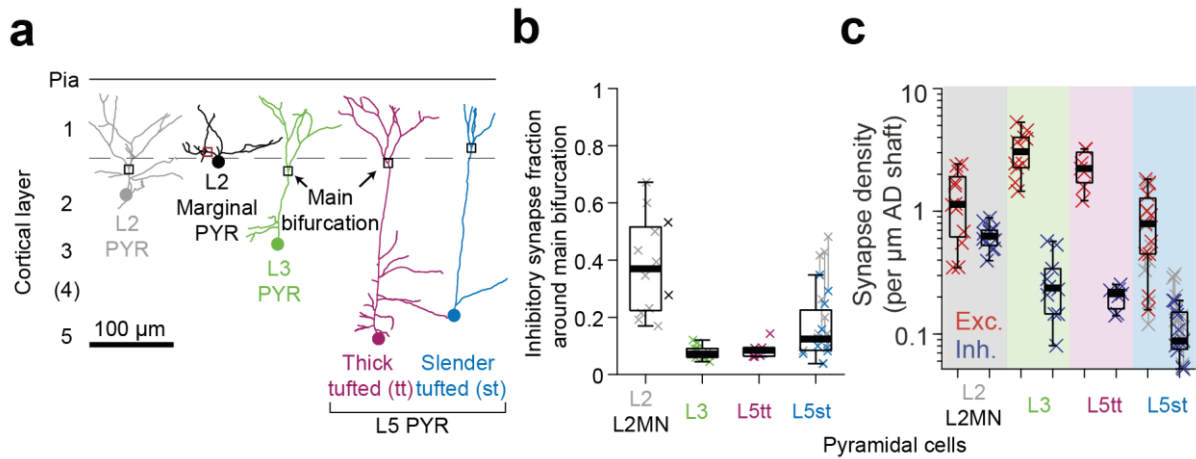 a
Pia
Cortical layer
1
2
3
(4)
5
100 µm
L2
PYR
L2
Marginal
PYR
Main
bifurcation
L3
PYR
Thick
tufted (tt)
Slender
tufted (st)
L5 PYR
b
Inhibitory synapse fraction
around main bifurcation
1
0.8
0.6
0.4
0.2
0
L2
L2MN
L3
L5tt
L5st
c
Synapse density
(per µm AD shaft)
10
1
0.1
Exc.
Inh.
L2
L2MN
L3
L5tt
L5st
Pyramidal cells